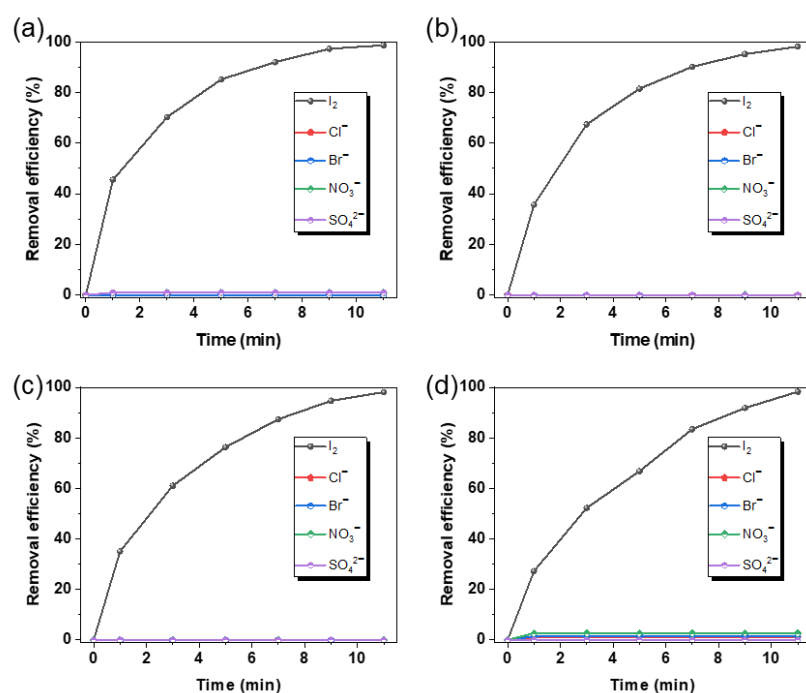 (a)
Removal efficiency (%)
100
80
60
40
20
0
I₂
Cl⁻
Br⁻
NO₃⁻
SO₄²⁻
0 2 4 6 8 10
Time (min)
(b)
Removal efficiency (%)
100
80
60
40
20
0
I₂
Cl⁻
Br⁻
NO₃⁻
SO₄²⁻
0 2 4 6 8 10
Time (min)
(c)
Removal efficiency (%)
100
80
60
40
20
0
I₂
Cl⁻
Br⁻
NO₃⁻
SO₄²⁻
0 2 4 6 8 10
Time (min)
(d)
Removal efficiency (%)
100
80
60
40
20
0
I₂
Cl⁻
Br⁻
NO₃⁻
SO₄²⁻
0 2 4 6 8 10
Time (min)